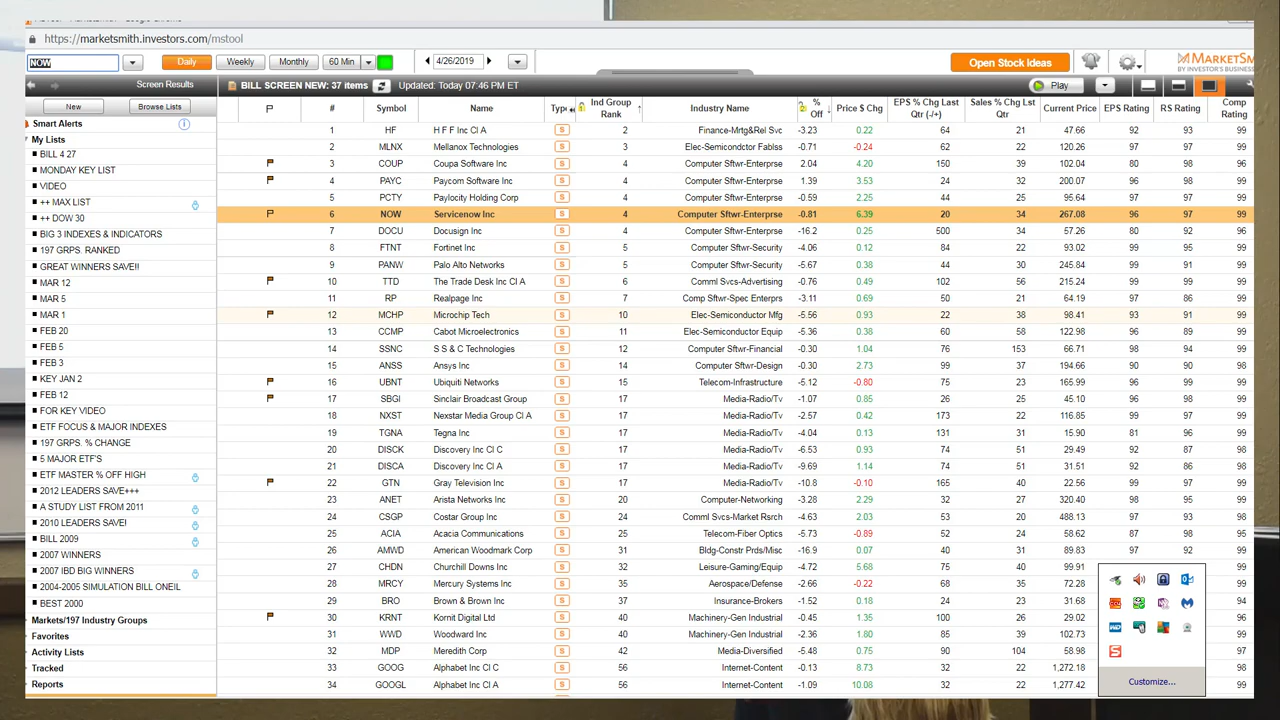 https://marketsmith.investors.com/mstool
NOW Daily Weekly Monthly 60 Min 4/26/2019 Open Stock Ideas MARKETSM
BY INVESTOR'S BUSINESS
Screen Results BILL SCREEN NEW: 37 items Updated: Today 07:46 PM ET Play
New Browse Lists
# Symbol Name Type Ind Group Rank Industry Name % Off Price $ Chg EPS % Chg Last Qtr (-/+) Sales % Chg Lst Qtr Current Price EPS Rating RS Rating Comp Rating
Smart Alerts
My Lists
BILL 4 27
MONDAY KEY LIST
VIDEO
++ MAX LIST
++ DOW 30
BIG 3 INDEXES & INDICATORS
197 GRPS. RANKED
GREAT WINNERS SAVE!!
MAR 12
MAR 5
MAR 1
FEB 20
FEB 5
FEB 3
KEY JAN 2
FEB 12
FOR KEY VIDEO
ETF FOCUS & MAJOR INDEXES
197 GRPS. % CHANGE
5 MAJOR ETF'S
ETF MASTER % OFF HIGH
2012 LEADERS SAVE+++
A STUDY LIST FROM 2011
2010 LEADERS SAVE!
BILL 2009
2007 WINNERS
2007 IBD BIG WINNERS
2004-2005 SIMULATION BILL ONEIL
BEST 2000
Markets/197 Industry Groups
Favorites
Activity Lists
Tracked
Reports
1 HF H F F Inc Cl A S 2 Finance-Mrtg&Rel Svc -3.23 0.22 64 21 47.66 92 93 99
2 MLNX Mellanox Technologies S 3 Elec-Semicondctor Fablss -0.71 -0.24 62 22 120.26 97 97 99
3 COUP Coupa Software Inc S 4 Computer Sftwr-Enterprse 2.04 4.20 150 39 102.04 80 98 96
4 PAYC Paycom Software Inc S 4 Computer Sftwr-Enterprse 1.39 3.53 24 32 200.07 96 98 99
5 PCTY Paylocity Holding Corp S 4 Computer Sftwr-Enterprse -0.59 2.25 44 25 95.64 97 97 99
6 NOW Servicenow Inc S 4 Computer Sftwr-Enterprse -0.81 6.39 20 34 267.08 96 97 99
7 DOCU Docusign Inc S 4 Computer Sftwr-Enterprse -16.2 0.25 500 34 57.26 80 92 96
8 FTNT Fortinet Inc S 5 Computer Sftwr-Security -4.06 0.12 84 22 93.02 99 95 99
9 PANW Palo Alto Networks S 5 Computer Sftwr-Security -5.67 0.38 44 30 245.84 99 91 99
10 TTD The Trade Desk Inc Cl A S 6 Comml Svcs-Advertising -0.76 0.49 102 56 215.24 99 99 99
11 RP Realpage Inc S 7 Comp Sftwr-Spec Enterprs -3.11 0.69 50 21 64.19 97 86 99
12 MCHP Microchip Tech S 10 Elec-Semiconductor Mfg -5.56 0.93 22 38 98.41 93 91 99
13 CCMP Cabot Microelectronics S 11 Elec-Semiconductor Equip -5.36 0.38 60 58 122.98 96 89 99
14 SSNC S S & C Technologies S 12 Computer Sftwr-Financial -0.30 1.04 76 153 66.71 98 94 99
15 ANSS Ansys Inc S 14 Computer Sftwr-Design -0.30 2.73 99 37 194.66 90 90 98
16 UBNT Ubiquiti Networks S 15 Telecom-Infrastructure -5.12 -0.80 75 23 165.99 96 96 99
17 SBGI Sinclair Broadcast Group S 17 Media-Radio/Tv -1.07 0.85 26 25 45.10 96 98 99
18 NXST Nexstar Media Group Cl A S 17 Media-Radio/Tv -2.57 0.42 173 22 116.85 99 95 99
19 TGNA Tegna Inc S 17 Media-Radio/Tv -4.04 0.13 131 31 15.90 81 96 99
20 DISCK Discovery Inc Cl C S 17 Media-Radio/Tv -6.53 0.93 74 51 29.49 92 86 99
21 DISCA Discovery Inc Cl A S 17 Media-Radio/Tv -9.69 1.14 74 51 31.51 92 86 99
22 GTN Gray Television Inc S 17 Media-Radio/Tv -10.8 -0.10 165 40 22.56 99 97 99
23 ANET Arista Networks Inc S 20 Computer-Networking -3.28 2.29 32 27 320.40 98 95 99
24 CSGP Costar Group Inc S 24 Comml Svcs-Market Rsrch -4.63 2.03 53 20 488.13 97 93 99
25 ACIA Acacia Communications S 25 Telecom-Fiber Optics -5.73 -0.89 52 24 58.62 87 98 95
26 AMWD American Woodmark Corp S 31 Bldg-Constr Prds/Misc -16.9 0.07 40 31 89.83 97 92 99
27 CHDN Churchill Downs Inc S 32 Leisure-Gaming/Equip -4.72 5.68 75 40 99.91
28 MRCY Mercury Systems Inc S 35 Aerospace/Defense -2.66 -0.22 68 35 72.28
29 BRO Brown & Brown Inc S 37 Insurance-Brokers -1.52 0.18 24 23 31.68 94
30 KRNT Kornit Digital Ltd S 40 Machinery-Gen Industrial -0.45 1.35 100 26 29.02 96
31 WWD Woodward Inc S 40 Machinery-Gen Industrial -2.36 1.80 85 39 102.73 99
32 MDP Meredith Corp S 42 Media-Diversified -5.48 0.75 90 104 58.98 96
33 GOOG Alphabet Inc Cl C S 56 Internet-Content -0.13 8.73 32 22 1,272.18 98
34 GOOGL Alphabet Inc Cl A S 56 Internet-Content -1.09 10.08 32 22 1,277.42 98
Customize...